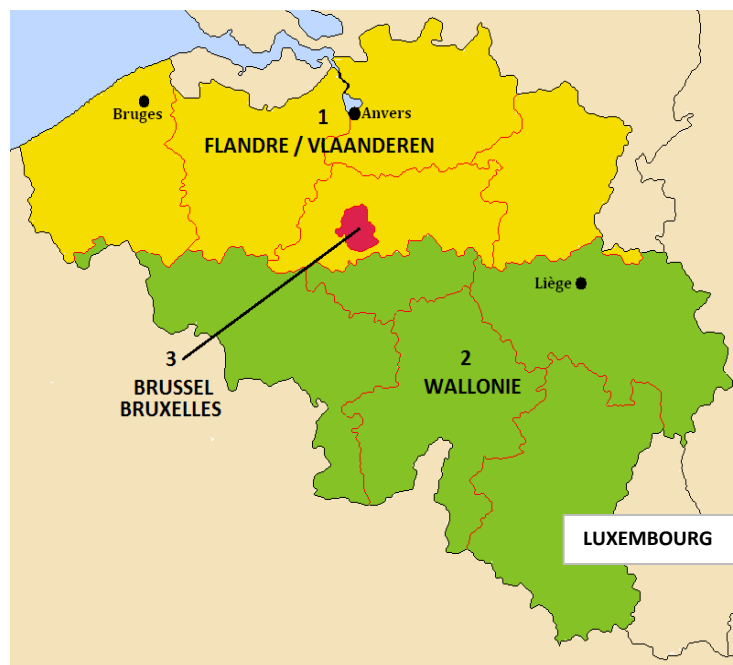 Bruges
Anvers
1
FLANDRE / VLAANDEREN
Liège
3
BRUSSEL
BRUXELLES
2
WALLONIE
LUXEMBOURG